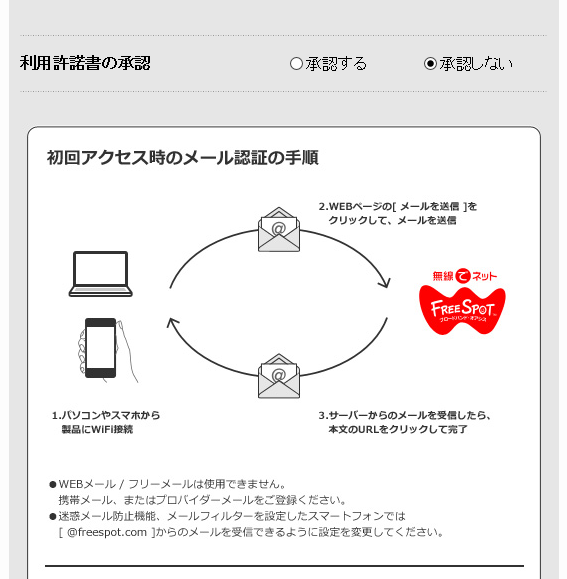 利用許諾書の承認 承認する 承認しない
初回アクセス時のメール認証の手順
2.WEBページの[ メールを送信 ]を
クリックして、メールを送信
@
無線でネット
FREESPOT
ブロードバンド・オアシス
@
1.パソコンやスマホから
製品にWiFi接続
3.サーバーからのメールを受信したら、
本文のURLをクリックして完了
●WEBメール / フリーメールは使用できません。
携帯メール、またはプロバイダーメールをご登録ください。
●迷惑メール防止機能、メールフィルターを設定したスマートフォンでは
[ @freespot.com ]からのメールを受信できるように設定を変更してください。